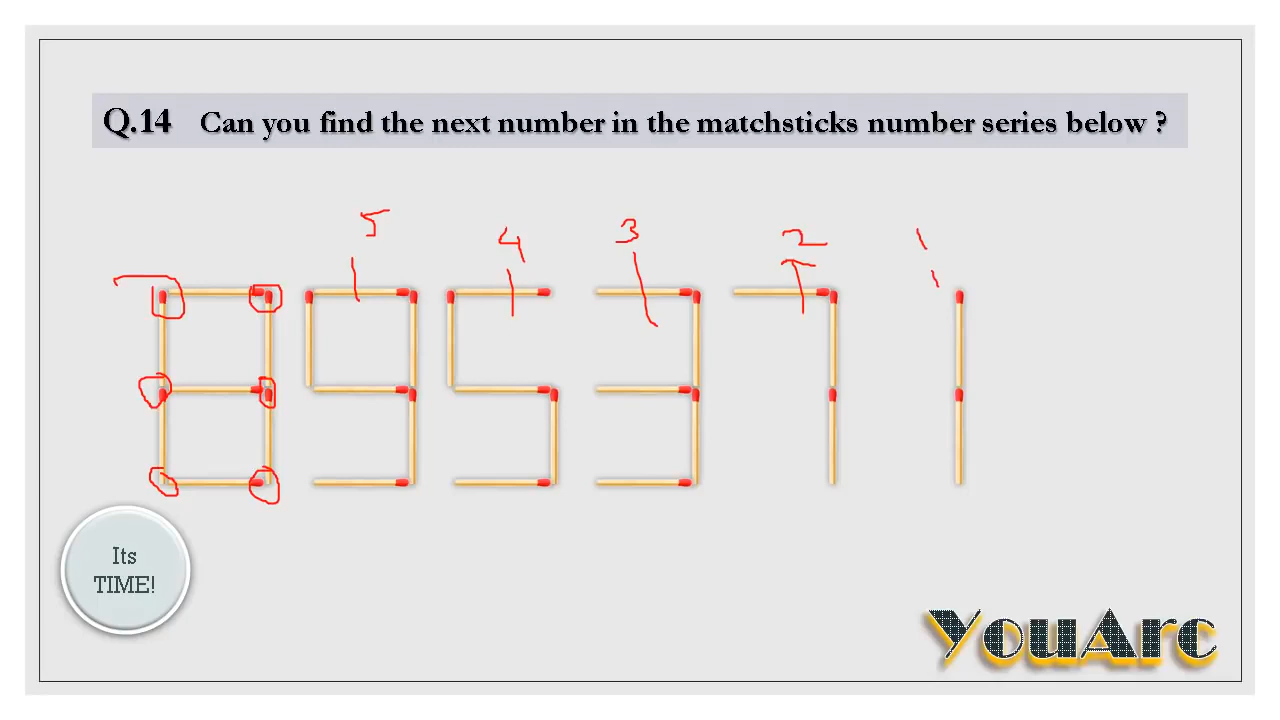 Q.14 Can you find the next number in the matchsticks number series below ?
5 4 3 2 1
895371
Its
TIME!
YouArc